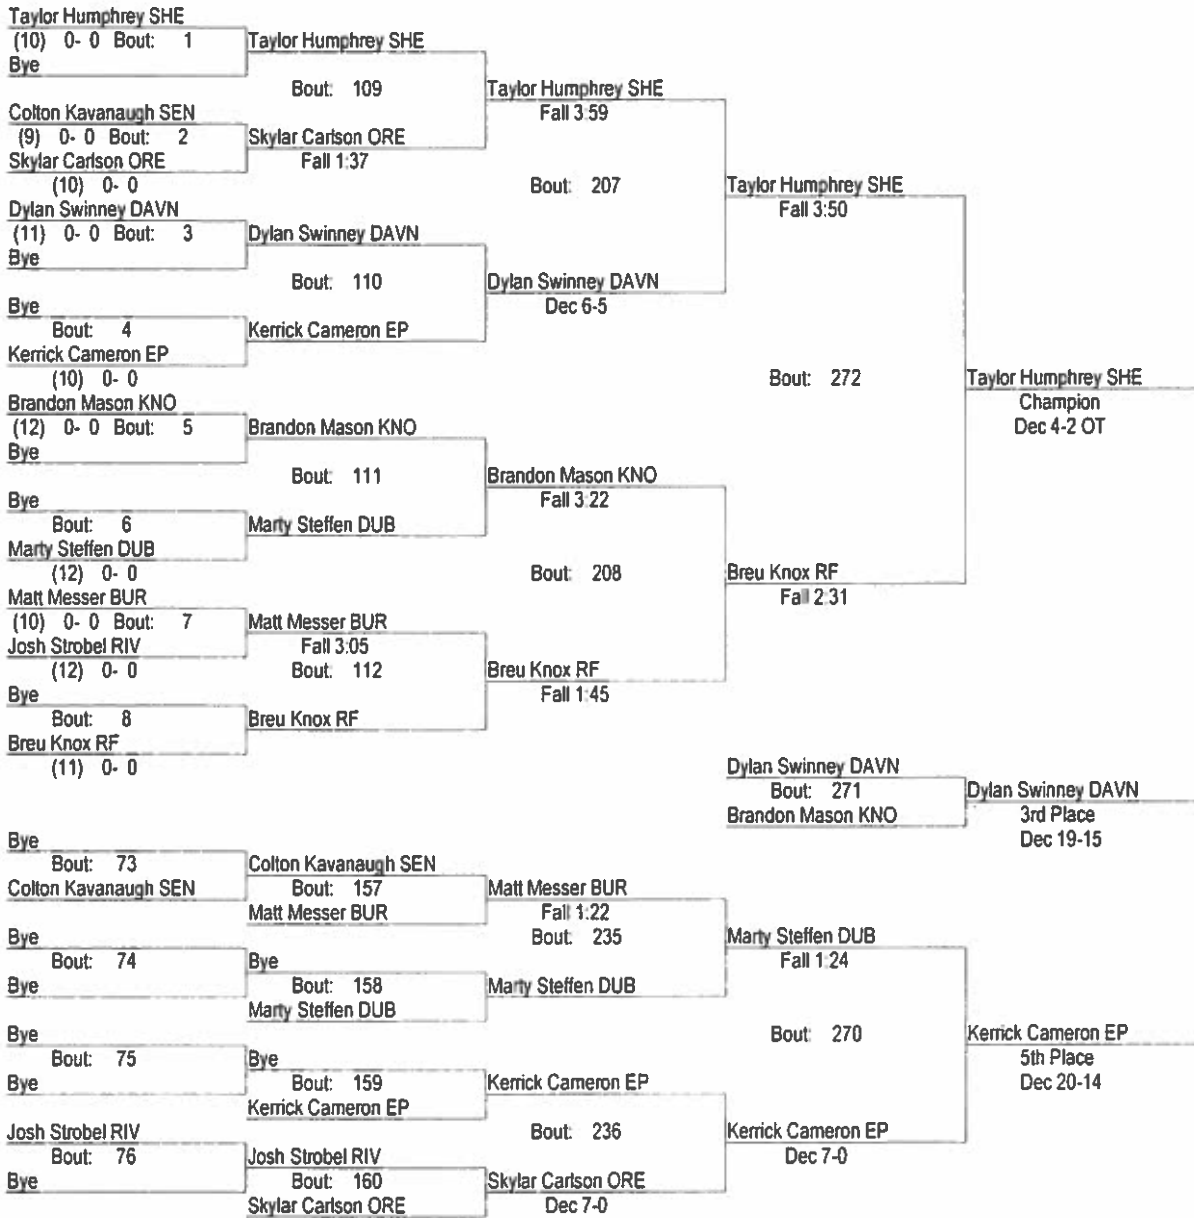 Taylor Humphrey SHE
(10) 0- 0 Bout: 1
Bye
Taylor Humphrey SHE
Bout: 109
Colton Kavanaugh SEN
(9) 0- 0 Bout: 2
Skylar Carlson ORE
(10) 0- 0
Skylar Carlson ORE
Fall 1:37
Taylor Humphrey SHE
Fall 3:59
Bout: 207
Dylan Swinney DAVN
(11) 0- 0 Bout: 3
Bye
Dylan Swinney DAVN
Bout: 110
Bye
Bout: 4
Kerrick Cameron EP
(10) 0- 0
Kerrick Cameron EP
Dylan Swinney DAVN
Dec 6-5
Taylor Humphrey SHE
Fall 3:50
Bout: 272
Taylor Humphrey SHE
Champion
Dec 4-2 OT
Brandon Mason KNO
(12) 0- 0 Bout: 5
Bye
Brandon Mason KNO
Bout: 111
Bye
Bout: 6
Marty Steffen DUB
(12) 0- 0
Marty Steffen DUB
Brandon Mason KNO
Fall 3:22
Bout: 208
Matt Messer BUR
(10) 0- 0 Bout: 7
Josh Strobel RIV
(12) 0- 0
Matt Messer BUR
Fall 3:05
Bout: 112
Bye
Bout: 8
Breu Knox RF
(11) 0- 0
Breu Knox RF
Breu Knox RF
Fall 1:45
Breu Knox RF
Fall 2:31
Dylan Swinney DAVN
Bout: 271
Brandon Mason KNO
Dylan Swinney DAVN
3rd Place
Dec 19-15
Bye
Bout: 73
Colton Kavanaugh SEN
Colton Kavanaugh SEN
Bout: 157
Matt Messer BUR
Matt Messer BUR
Fall 1:22
Bout: 235
Bye
Bout: 74
Bye
Bye
Bout: 158
Marty Steffen DUB
Marty Steffen DUB
Marty Steffen DUB
Fall 1:24
Bout: 270
Bye
Bout: 75
Bye
Bye
Bout: 159
Kerrick Cameron EP
Kerrick Cameron EP
Bout: 236
Josh Strobel RIV
Bout: 76
Bye
Josh Strobel RIV
Bout: 160
Skylar Carlson ORE
Skylar Carlson ORE
Dec 7-0
Kerrick Cameron EP
Dec 7-0
Kerrick Cameron EP
5th Place
Dec 20-14